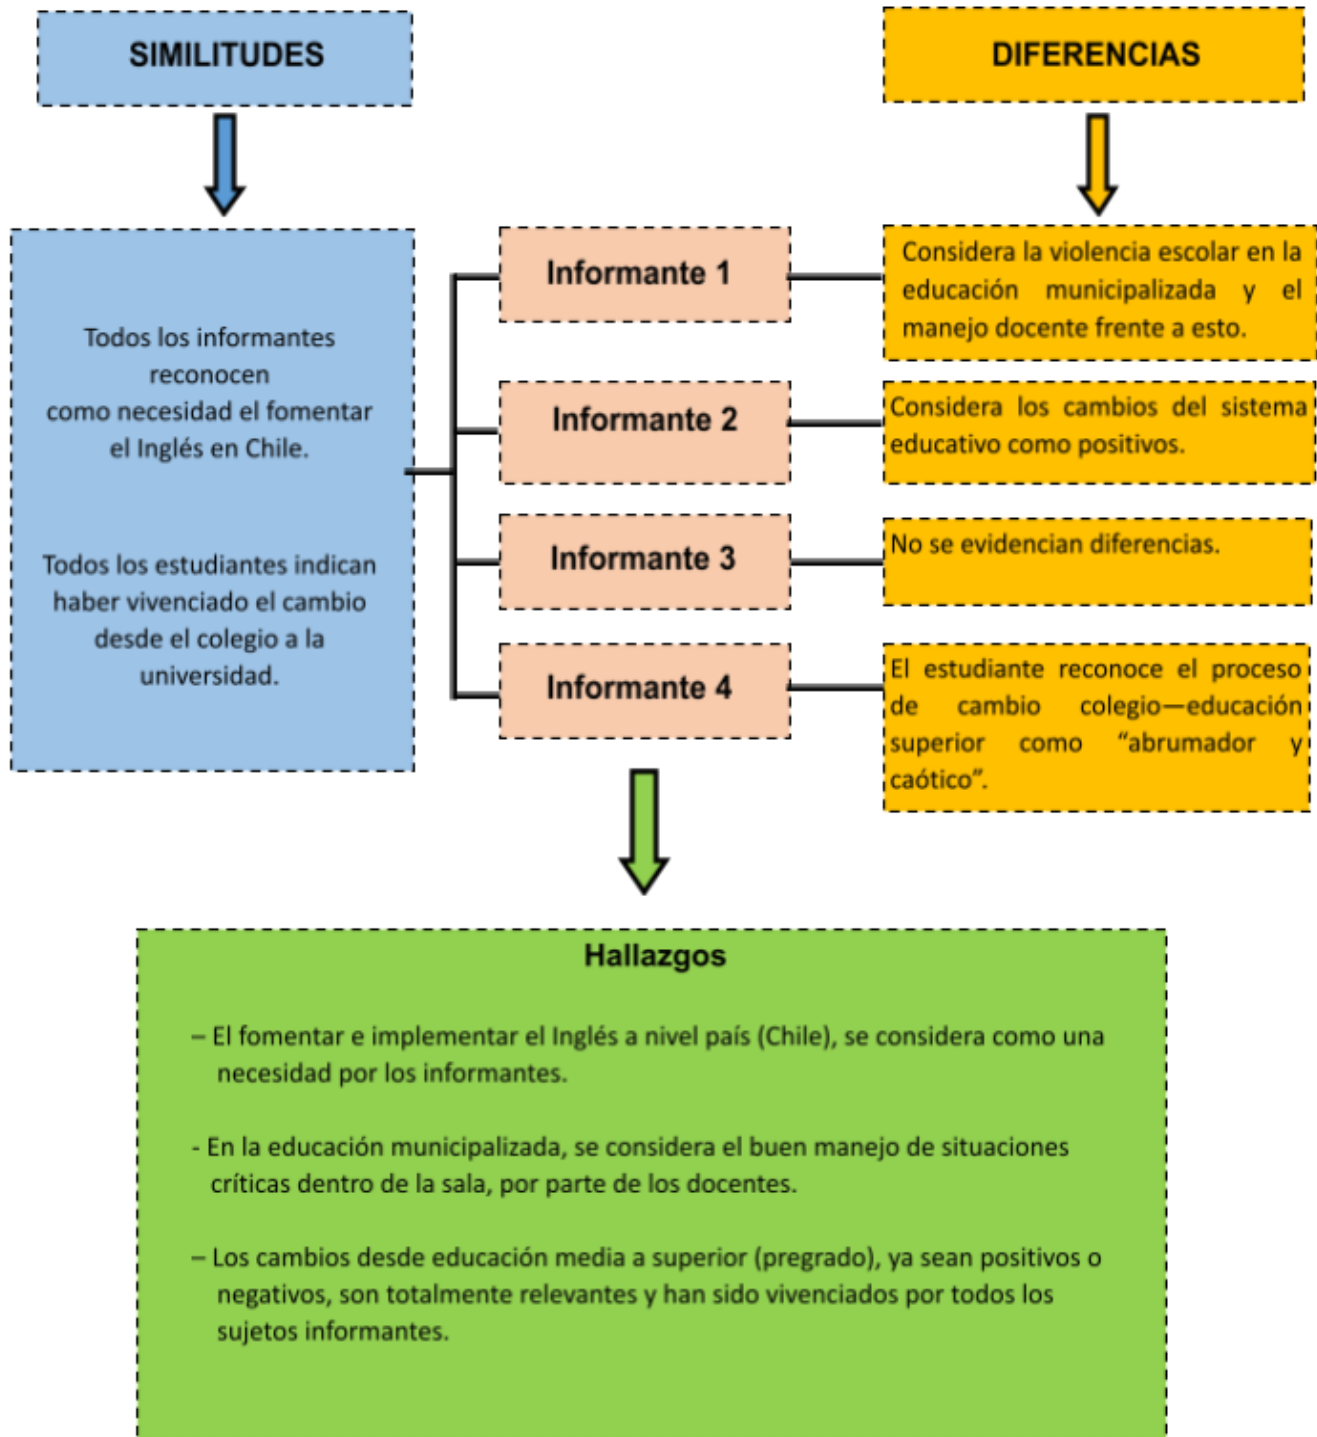 SIMILITUDES
DIFERENCIAS
Todos los informantes
reconocen
como necesidad el fomentar
el Inglés en Chile.
Todos los estudiantes indican
haber vivenciado el cambio
desde el colegio a la
universidad.
Informante 1
Considera la violencia escolar en la
educación municipalizada y el
manejo docente frente a esto.
Informante 2
Considera los cambios del sistema
educativo como positivos.
Informante 3
No se evidencian diferencias.
Informante 4
El estudiante reconoce el proceso
de cambio colegio—educación
superior como “abrumador y
caótico”.
Hallazgos
– El fomentar e implementar el Inglés a nivel país (Chile), se considera como una
necesidad por los informantes.
- En la educación municipalizada, se considera el buen manejo de situaciones
críticas dentro de la sala, por parte de los docentes.
– Los cambios desde educación media a superior (pregrado), ya sean positivos o
negativos, son totalmente relevantes y han sido vivenciados por todos los
sujetos informantes.